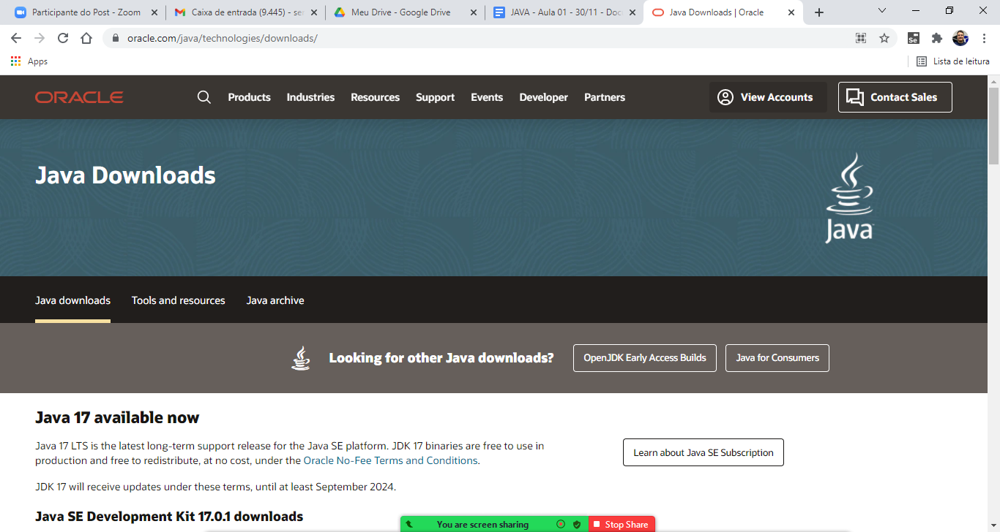 Participante do Post - Zoom
Caixa de entrada (9.445) - ser
Meu Drive - Google Drive
JAVA - Aula 01 - 30/11 - Doc
Java Downloads | Oracle
oracle.com/java/technologies/downloads/
Se
Apps
Lista de leitura
ORACLE
Products
Industries
Resources
Support
Events
Developer
Partners
View Accounts
Contact Sales
Java Downloads
Java
Java downloads
Tools and resources
Java archive
Looking for other Java downloads?
OpenJDK Early Access Builds
Java for Consumers
Java 17 available now
Java 17 LTS is the latest long-term support release for the Java SE platform. JDK 17 binaries are free to use in
production and free to redistribute, at no cost, under the Oracle No-Fee Terms and Conditions.
Learn about Java SE Subscription
JDK 17 will receive updates under these terms, until at least September 2024.
Java SE Development Kit 17.0.1 downloads
You are screen sharing
Stop Share